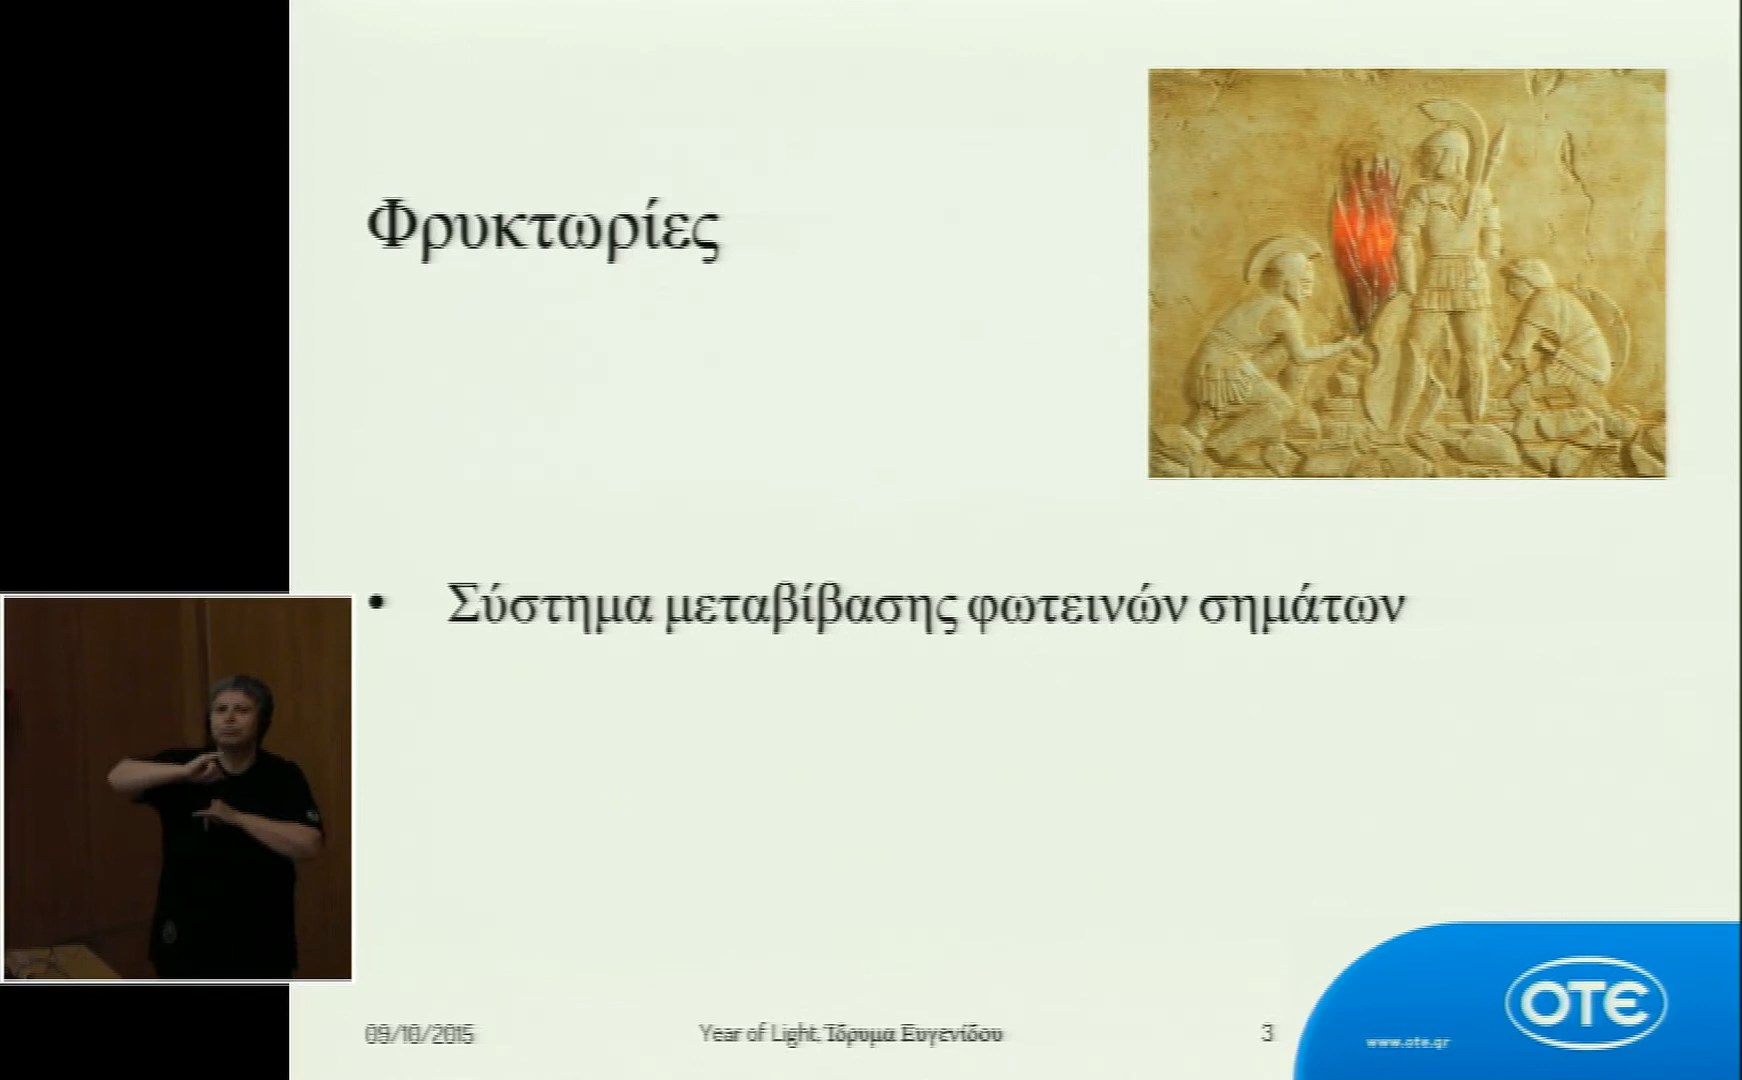 Φρυκτωρίες
• Σύστημα μεταβίβασης φωτεινών σημάτων
09/10/2015
Year of Light, Ίδρυμα Ευγενίδου
3
www.ote.gr
OTE